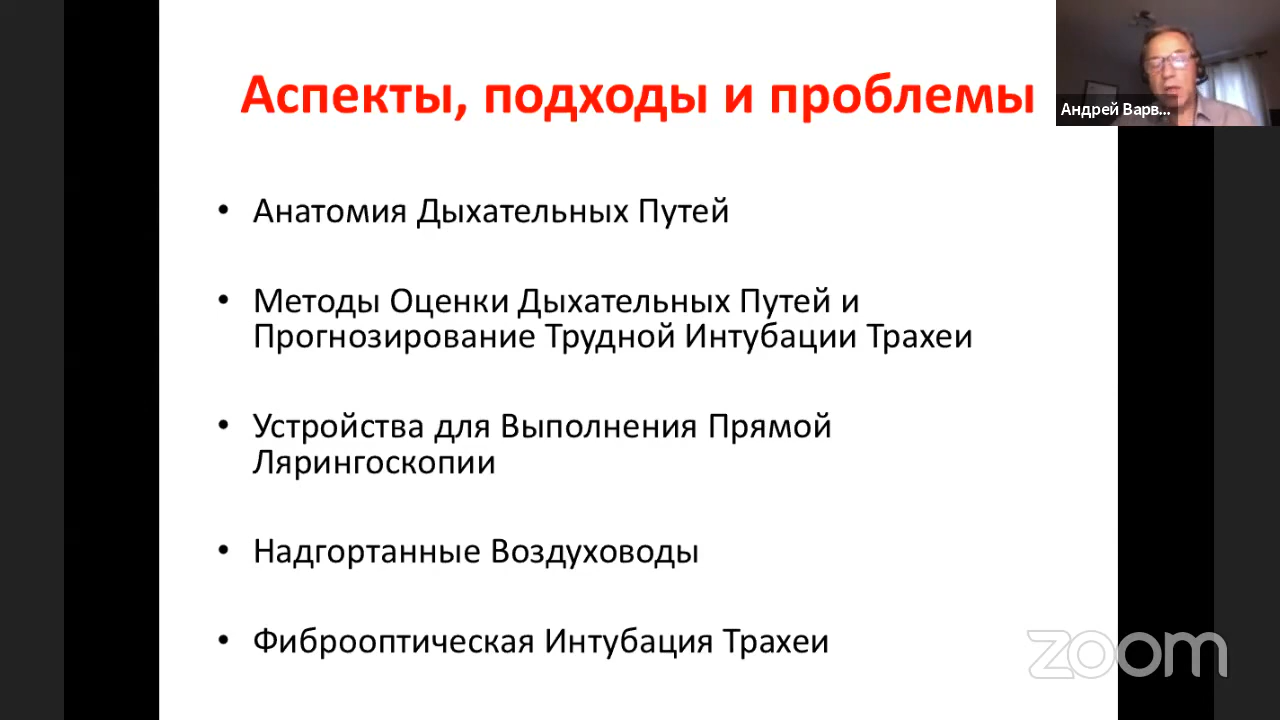 Аспекты, подходы и проблемы
Андрей Варв...
• Анатомия Дыхательных Путей
• Методы Оценки Дыхательных Путей и
Прогнозирование Трудной Интубации Трахеи
• Устройства для Выполнения Прямой
Лярингоскопии
• Надгортанные Воздуховоды
• Фиброоптическая Интубация Трахеи
zoom